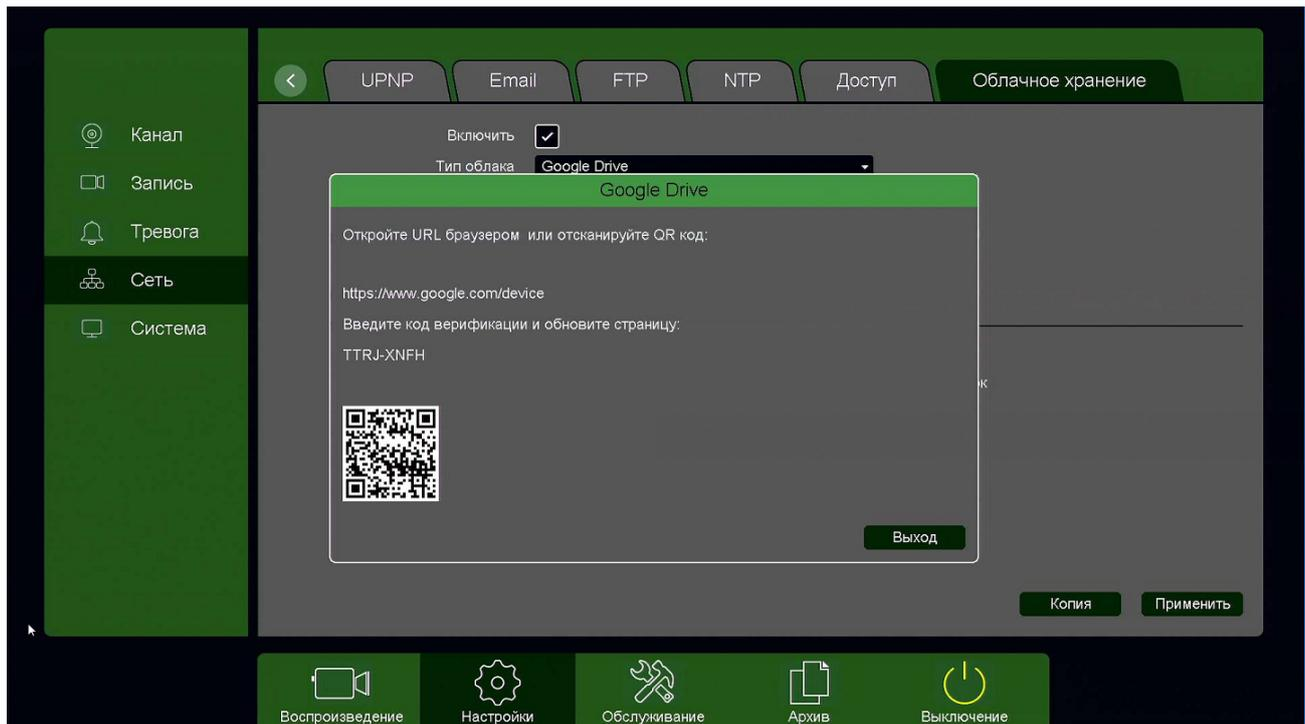 UPNP
Email
FTP
NTP
Доступ
Облачное хранение
Канал
Запись
Тревога
Сеть
Система
Включить
Тип облака Google Drive
Google Drive
Откройте URL браузером или отсканируйте QR код:
https://www.google.com/device
Введите код верификации и обновите страницу:
TTRJ-XNFH
к
Выход
Копия
Применить
Воспроизведение
Настройки
Обслуживание
Архив
Выключение